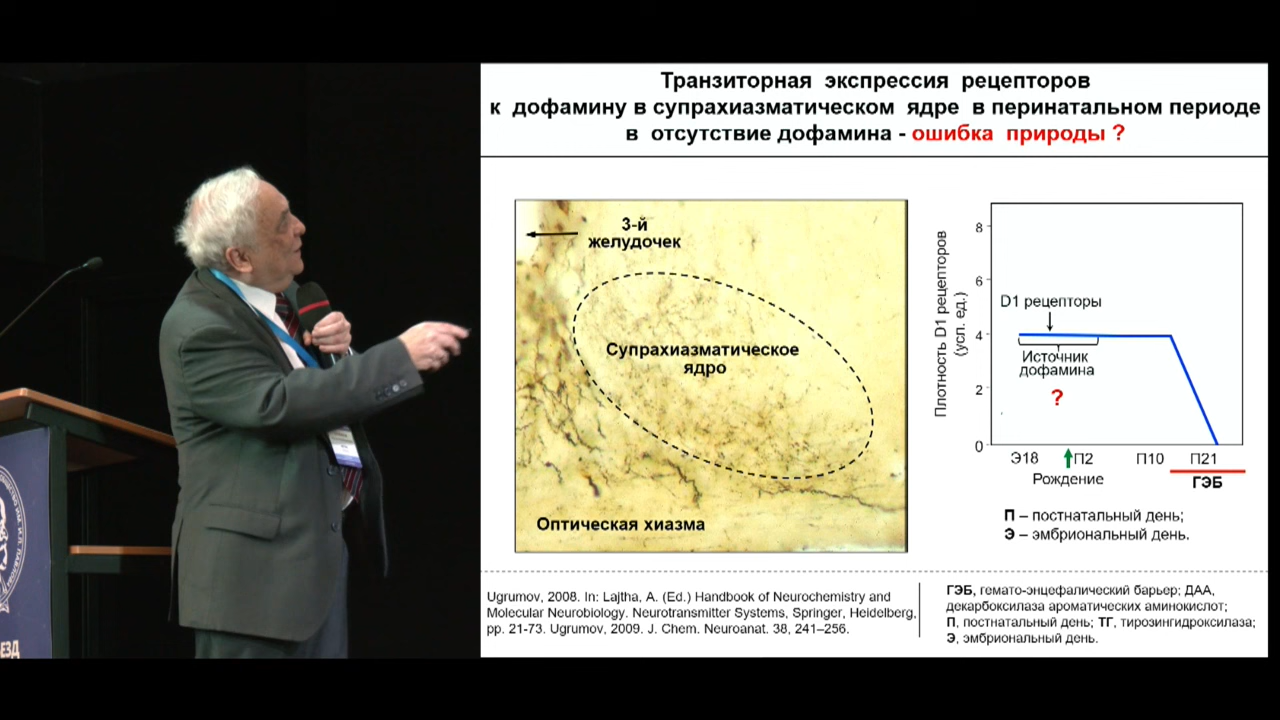 Транзиторная экспрессия рецепторов
к дофамину в супрахиазматическом ядре в перинатальном периоде
в отсутствие дофамина - ошибка природы ?
3-й
желудочек
Супрахиазматическое
ядро
Оптическая хиазма
Плотность D1 рецепторов
(усл. ед.)
8
6
4
2
0
D1 рецепторы
Источник
дофамина
?
Э18
П2
П10
П21
Рождение
ГЭБ
П – постнатальный день;
Э – эмбриональный день.
Ugrumov, 2008. In: Lajtha, A. (Ed.) Handbook of Neurochemistry and
Molecular Neurobiology. Neurotransmitter Systems, Springer, Heidelberg,
pp. 21-73. Ugrumov, 2009. J. Chem. Neuroanat. 38, 241–256.
ГЭБ, гемато-энцефалический барьер; ДАА,
декарбоксилаза ароматических аминокислот;
П, постнатальный день; ТГ, тирозингидроксилаза;
Э, эмбриональный день.